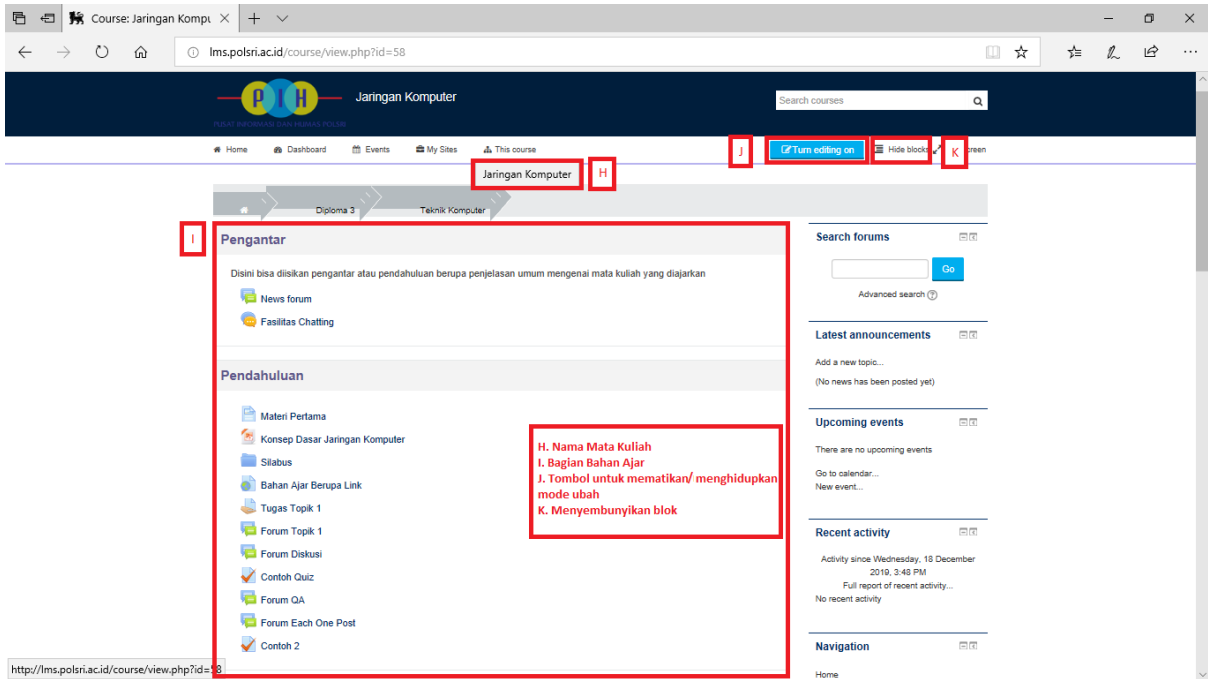 Course: Jaringan Kompu
lms.polsri.ac.id/course/view.php?id=58
PIH
PUSAT INFORMASI DAN HUMAS POLSRI
Jaringan Komputer
Search courses
Home Dashboard Events My Sites This course
J
Turn editing on
Hide blocks
K
screen
Jaringan Komputer
H
Diploma 3 Teknik Komputer
I
Pengantar
Disini bisa diisikan pengantar atau pendahuluan berupa penjelasan umum mengenai mata kuliah yang diajarkan
News forum
Fasilitas Chatting
Pendahuluan
Materi Pertama
Konsep Dasar Jaringan Komputer
Silabus
Bahan Ajar Berupa Link
Tugas Topik 1
Forum Topik 1
Forum Diskusi
Contoh Quiz
Forum QA
Forum Each One Post
Contoh 2
H. Nama Mata Kuliah
I. Bagian Bahan Ajar
J. Tombol untuk mematikan/ menghidupkan
mode ubah
K. Menyembunyikan blok
Search forums
Go
Advanced search
Latest announcements
Add a new topic...
(No news has been posted yet)
Upcoming events
There are no upcoming events
Go to calendar...
New event...
Recent activity
Activity since Wednesday, 18 December
2019, 3:48 PM
Full report of recent activity...
No recent activity
Navigation
Home
http://lms.polsri.ac.id/course/view.php?id=58